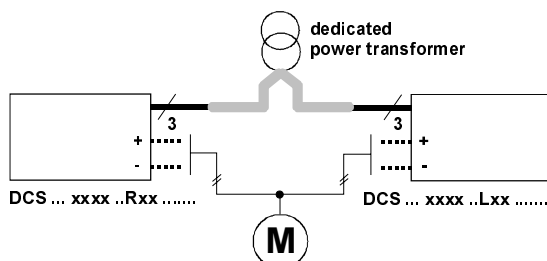 dedicated
power transformer
3
3
+
+
-
-
DCS ... xxxx ..Rxx .......
DCS ... xxxx ..Lxx .......
M